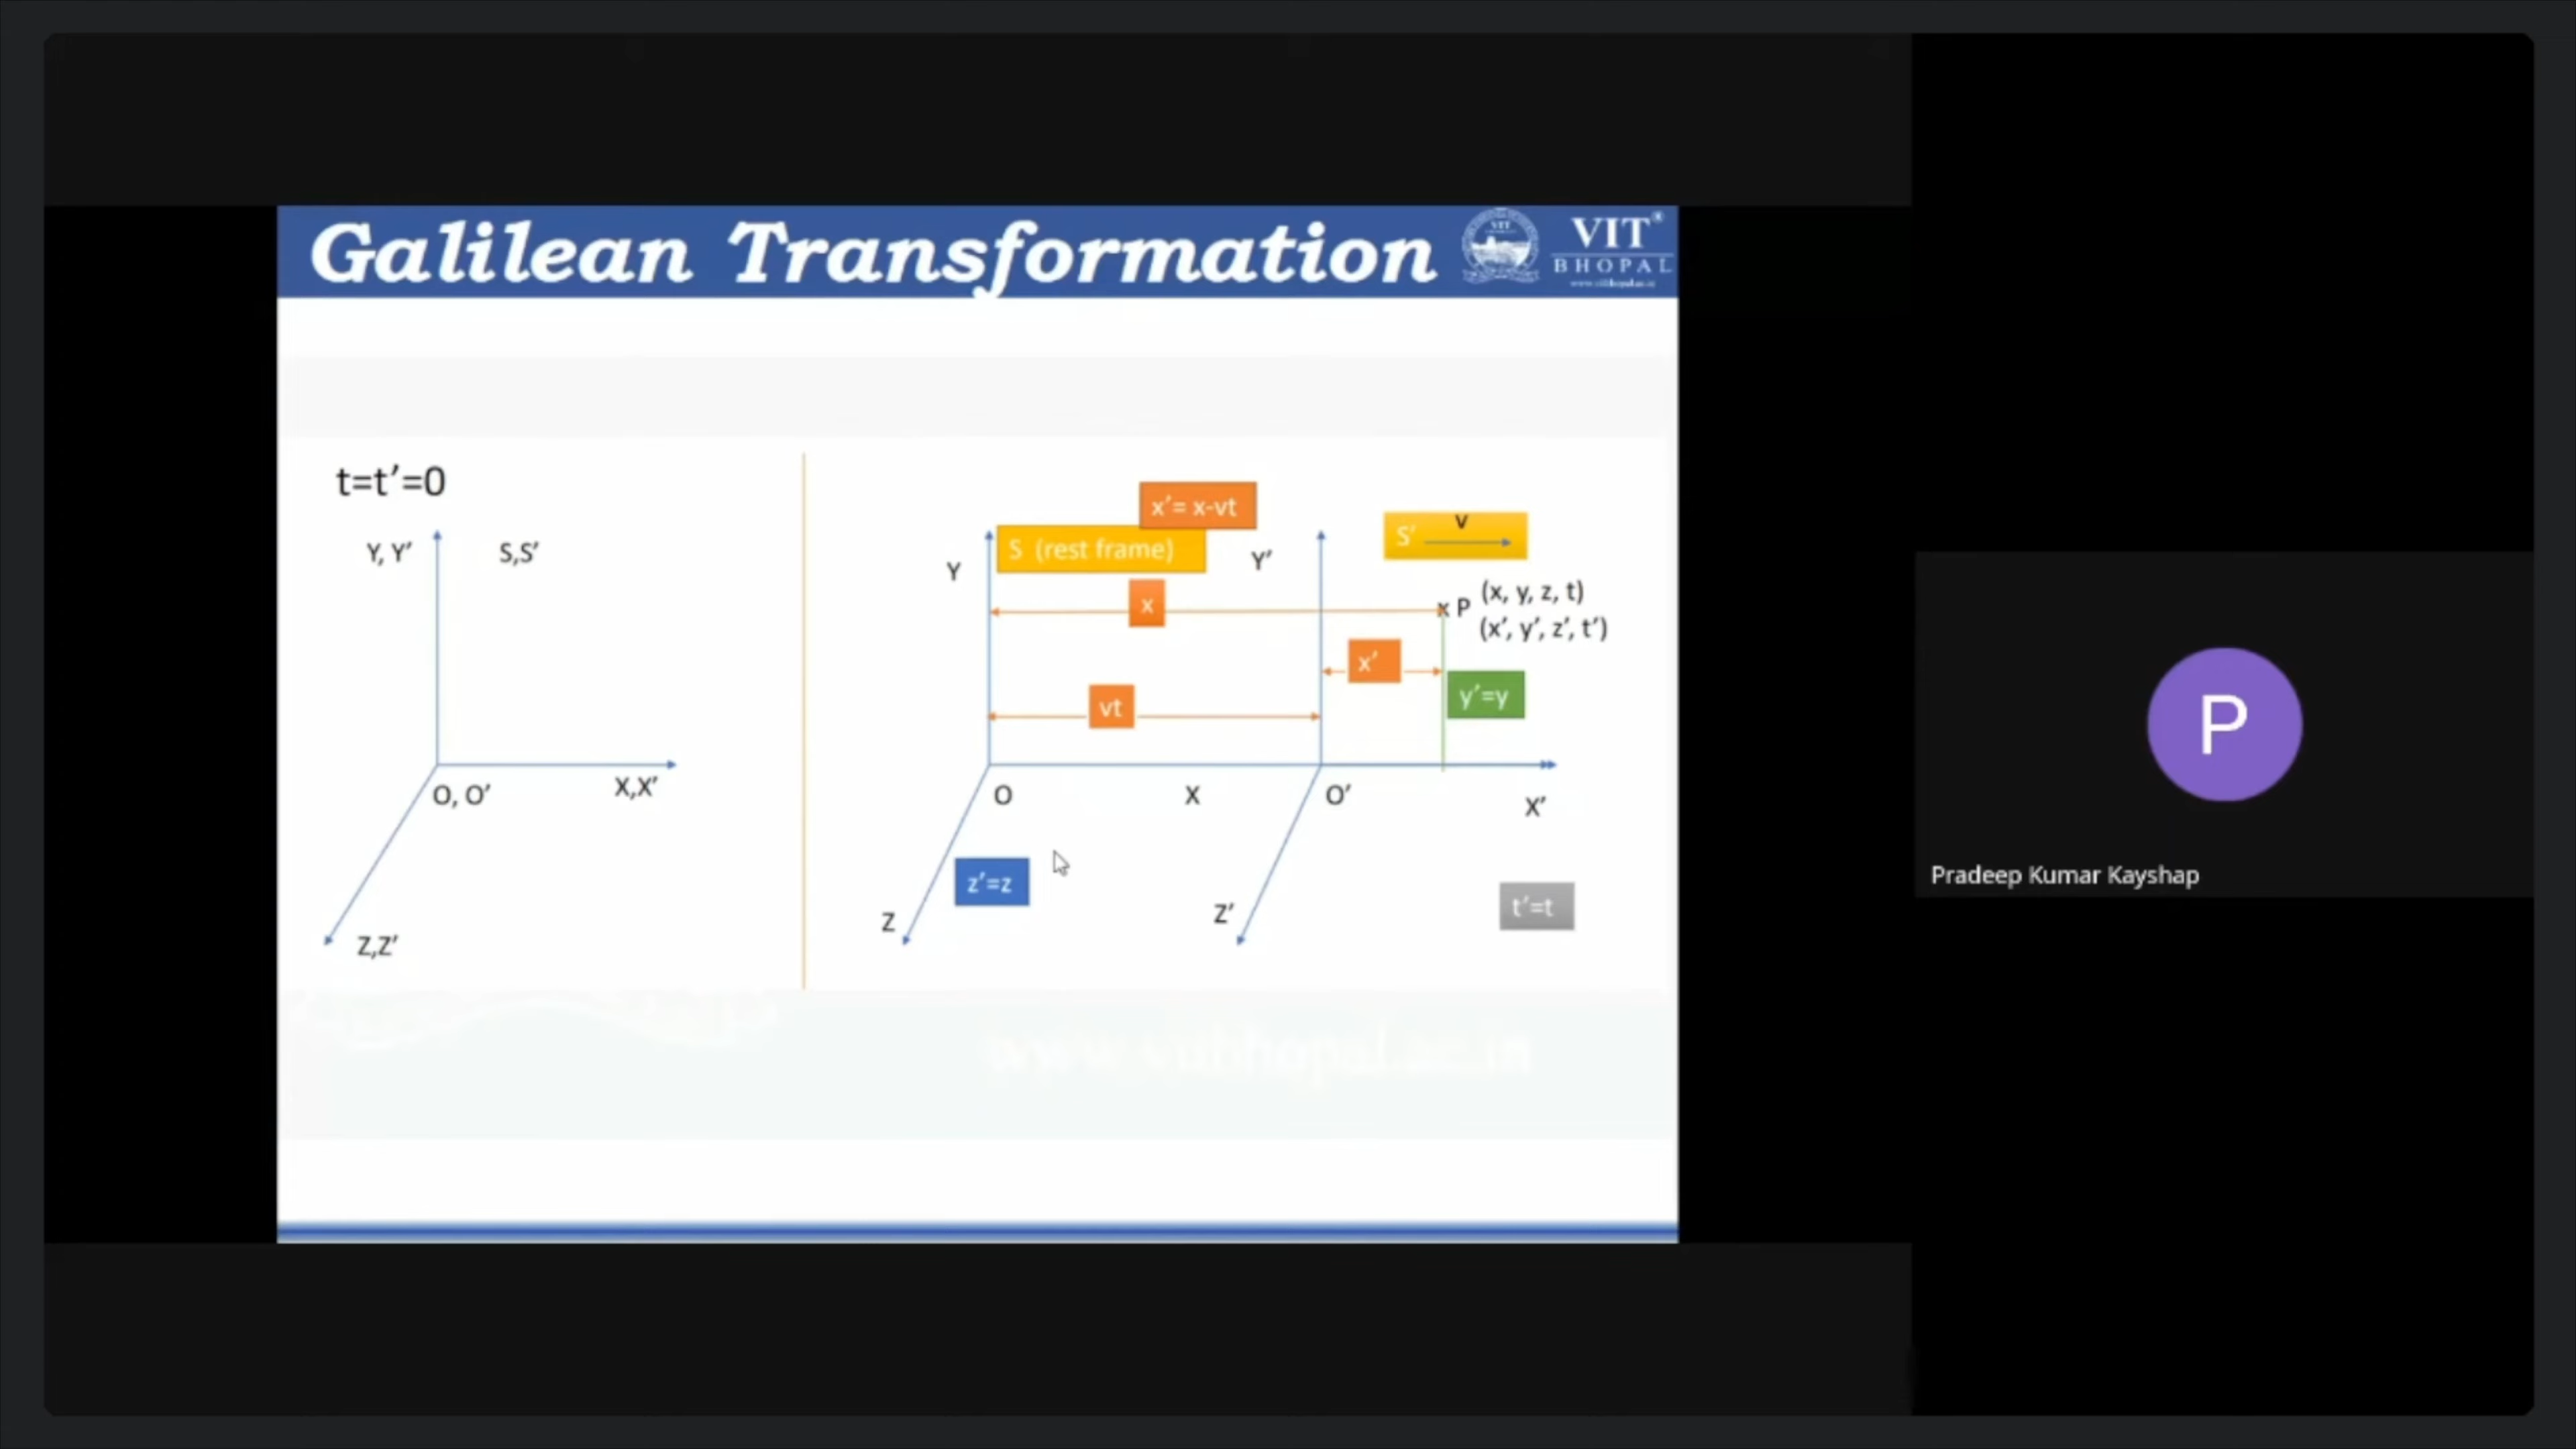 Galilean Transformation
VIT®
BHOPAL
t=t′=0
Y, Y′
S,S′
O, O′
X,X′
Z,Z′
x′= x-vt
S (rest frame)
S′
v
Y
Y′
x
x P (x, y, z, t)
(x′, y′, z′, t′)
x′
y′=y
vt
O
X
O′
X′
z′=z
Z
Z′
t′=t
P
Pradeep Kumar Kayshap